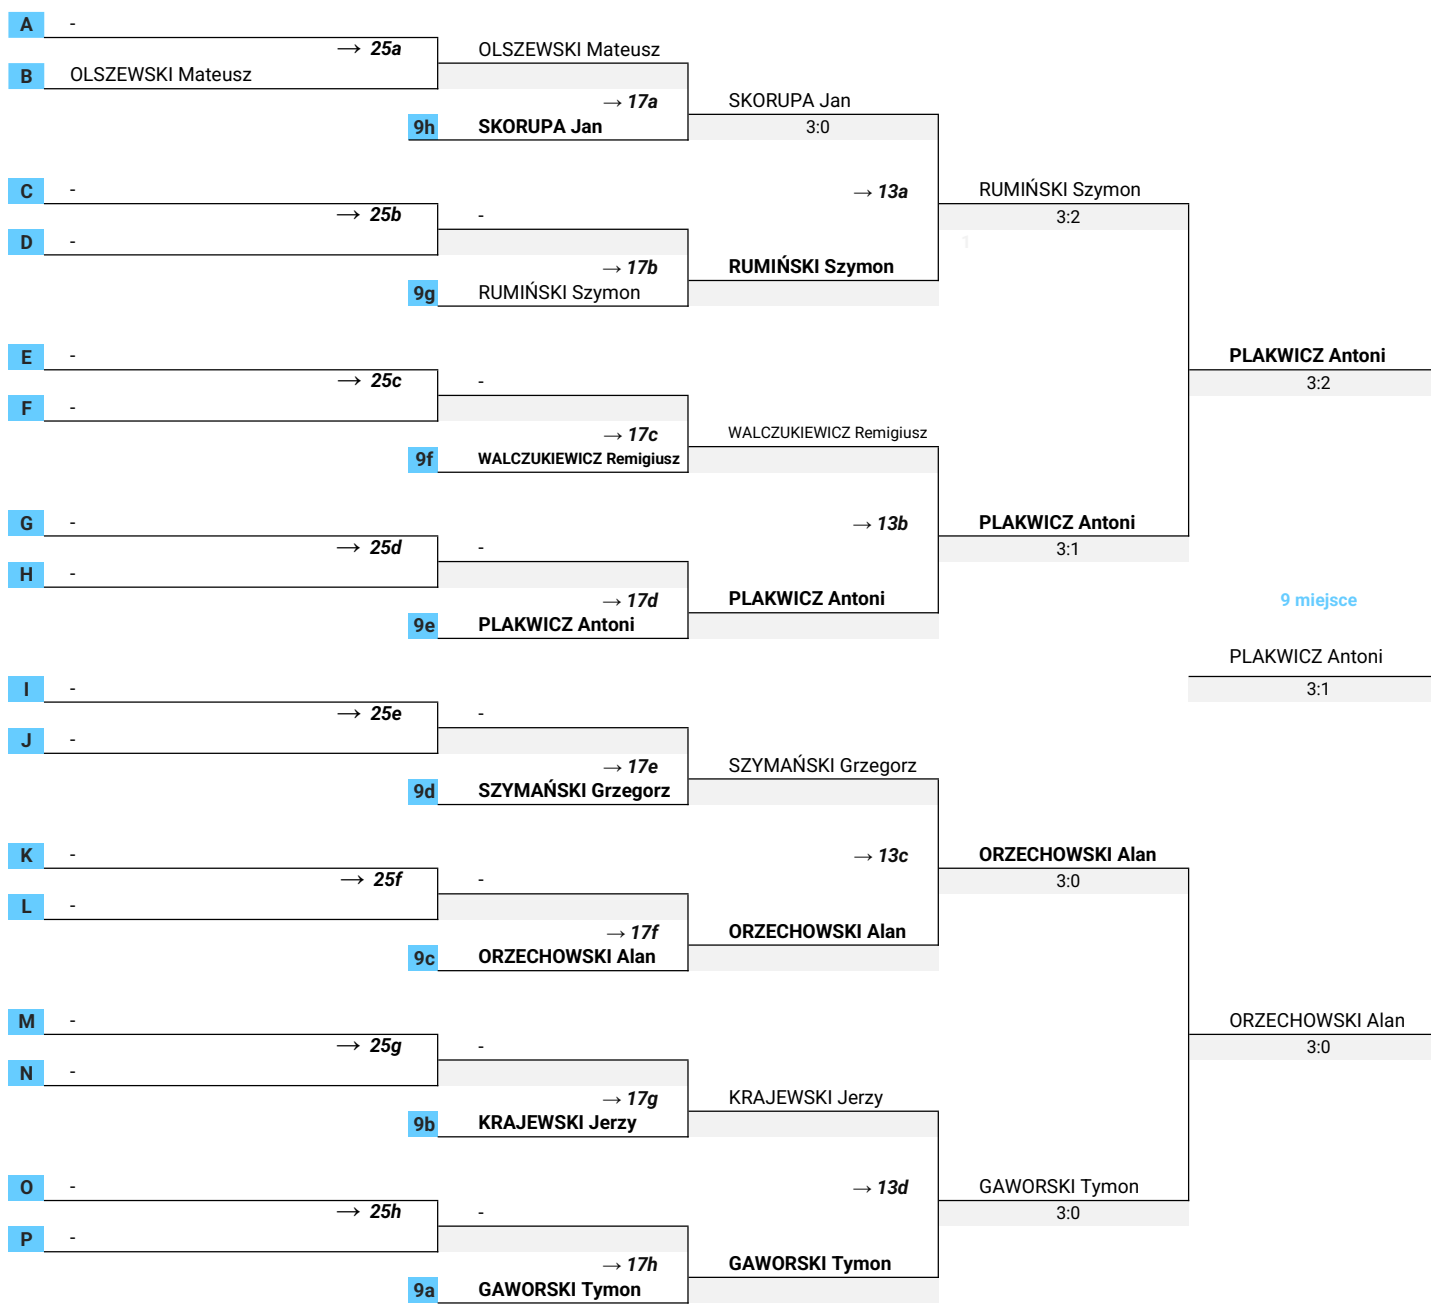 A -
→ 25a OLSZEWSKI Mateusz
B OLSZEWSKI Mateusz
→ 17a SKORUPA Jan
9h SKORUPA Jan 3:0
C - → 13a RUMIŃSKI Szymon
→ 25b - 3:2
D - 1
→ 17b RUMIŃSKI Szymon
9g RUMIŃSKI Szymon
E - PLAKWICZ Antoni
→ 25c - 3:2
F -
→ 17c WALCZUKIEWICZ Remigiusz
9f WALCZUKIEWICZ Remigiusz
G - → 13b PLAKWICZ Antoni
→ 25d - 3:1
H -
→ 17d PLAKWICZ Antoni 9 miejsce
9e PLAKWICZ Antoni
PLAKWICZ Antoni
I - 3:1
→ 25e -
J -
→ 17e SZYMAŃSKI Grzegorz
9d SZYMAŃSKI Grzegorz
K - → 13c ORZECHOWSKI Alan
→ 25f - 3:0
L -
→ 17f ORZECHOWSKI Alan
9c ORZECHOWSKI Alan
M - ORZECHOWSKI Alan
→ 25g - 3:0
N -
→ 17g KRAJEWSKI Jerzy
9b KRAJEWSKI Jerzy
O - → 13d GAWORSKI Tymon
→ 25h - 3:0
P -
→ 17h GAWORSKI Tymon
9a GAWORSKI Tymon